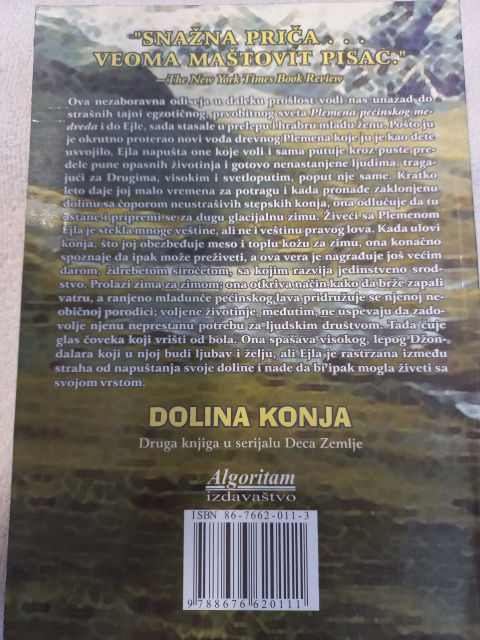 "SNAŽNA PRIČA . . .
VEOMA MAŠTOVIT PISAC."
—The New York Times Book Review
Ova nezaboravna odiseja u daleku prošlost vodi nas unazad do
strašnih tajni egzotičnog, prvobitnog sveta Plemena pećinskog me-
dveda i do Ejle, sada stasale u prelepu i hrabru mladu ženu. Pošto ju
je okrutno proterao novi vođa drevnog Plemena koje ju je kao dete
usvojilo, Ejla napušta one koje voli i sama putuje kroz puste pre-
dele pune opasnih životinja i gotovo nenastanjene ljudima, traga-
jući za Drugima, visokim i svetloputim, poput nje same. Kratko
leto daje joj malo vremena za potragu i kada pronađe zaklonjenu
dolinu sa čoporem neustrašivih stepskih konja, ona odlučuje da tu
ostane i pripremi se za dugu glacijalnu zimu. Živeći sa Plemenom
Ejla je stekla mnoge veštine, ali ne i veštinu pravog lova. Kada ulovi
konja, što joj obezbeđuje meso i toplu kožu za zimu, ona konačno
spoznaje da ipak može preživeti, a ova vera je nagrađuje još većim
darom, ždrebetom siročetom, sa kojim razvija jedinstveno srod-
stvo. Prolazi zima za zimom; ona otkriva način kako da brže zapali
vatru, a ranjeno mladunče pećinskog lava pridružuje se njenoj ne-
običnoj porodici; voljene životinje, međutim, ne uspevaju da zado-
volje njenu neprestanu potrebu za ljudskim društvom. Tada čuje
glas čoveka koji vrišti od bola. Ona spašava visokog, lepog Džon-
dalara koji u njoj budi ljubav i želju, ali Ejla je rastrzana između
straha od napuštanja svoje doline i nade da bi ipak mogla živeti sa
svojom vrstom.
DOLINA KONJA
Druga knjiga u serijalu Deca Zemlje
Algoritam
izdavaštvo
ISBN 86-7662-011-3
9 788676 620111